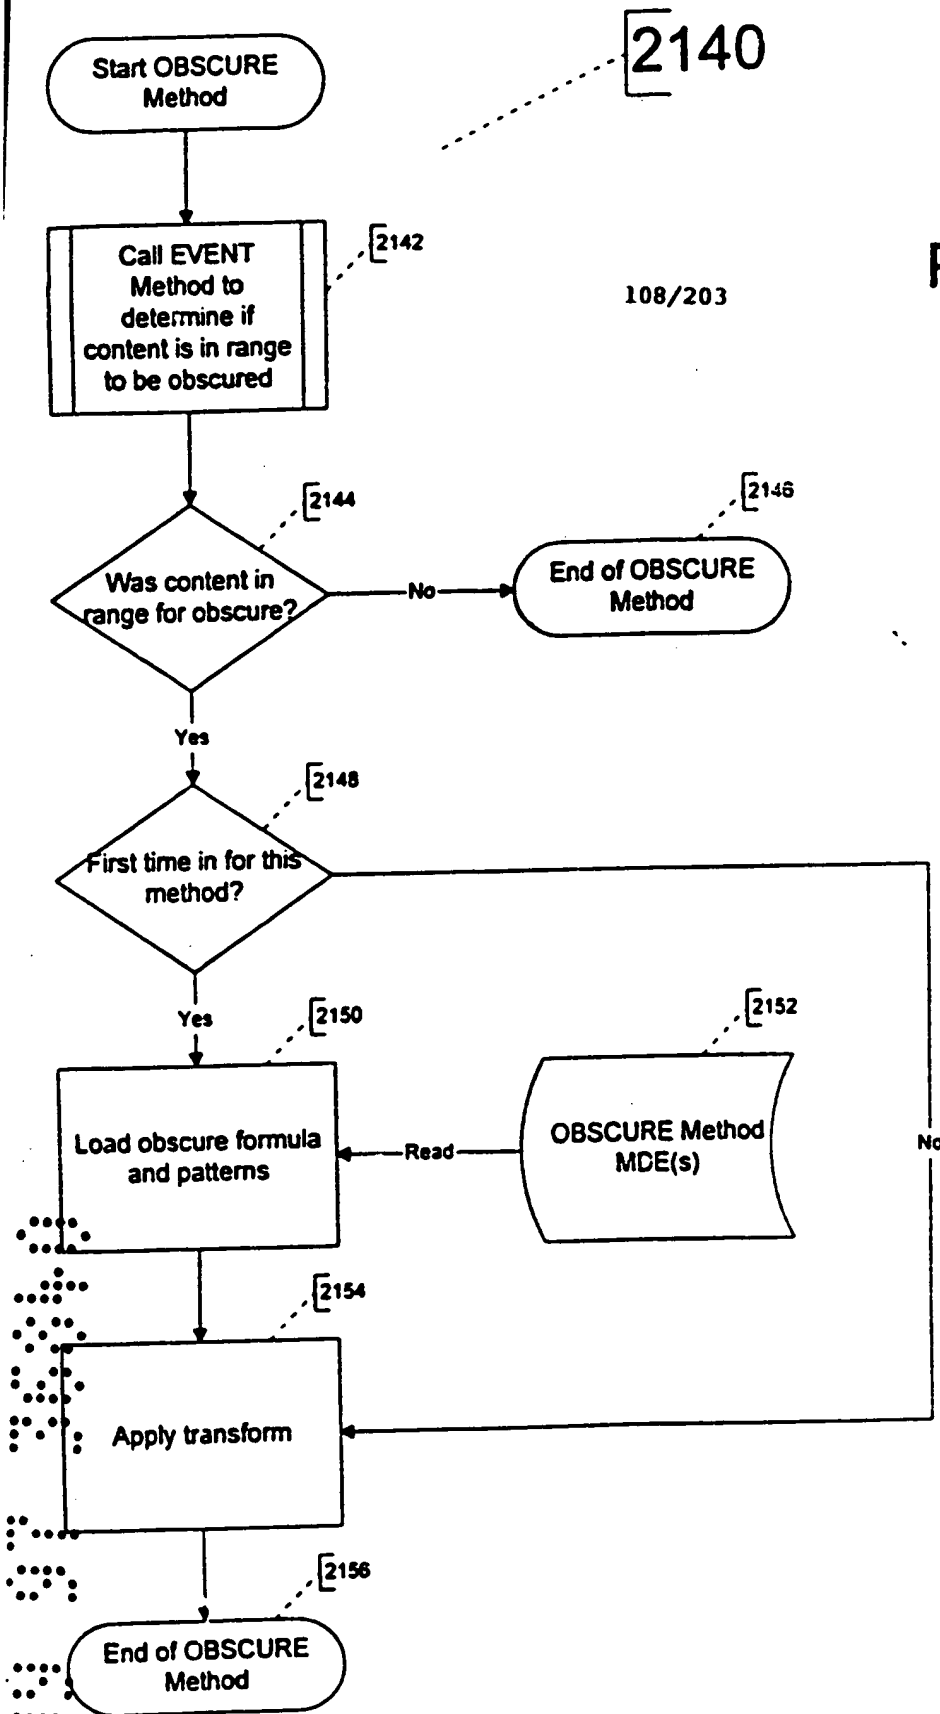 2140
Start OBSCURE
Method
Call EVENT
Method to
determine if
content is in range
to be obscured
2142
108/203
2144
2146
Was content in
range for obscure?
No
End of OBSCURE
Method
Yes
2148
First time in for this
method?
Yes
2150
2152
Load obscure formula
and patterns
Read
OBSCURE Method
MDE(s)
No
2154
Apply transform
2156
End of OBSCURE
Method